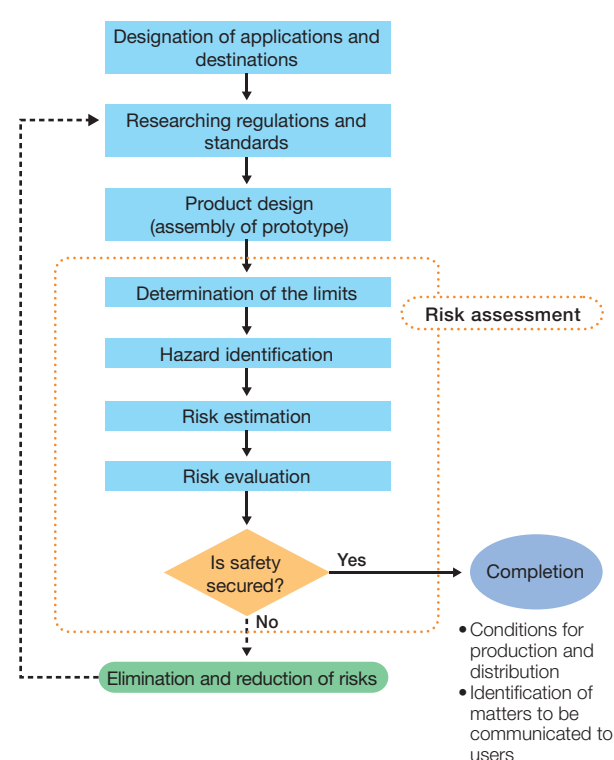 Designation of applications and
destinations
Researching regulations and
standards
Product design
(assembly of prototype)
Determination of the limits
Risk assessment
Hazard identification
Risk estimation
Risk evaluation
Is safety
secured?
Yes
Completion
No
Elimination and reduction of risks
• Conditions for
production and
distribution
• Identification of
matters to be
communicated to
users